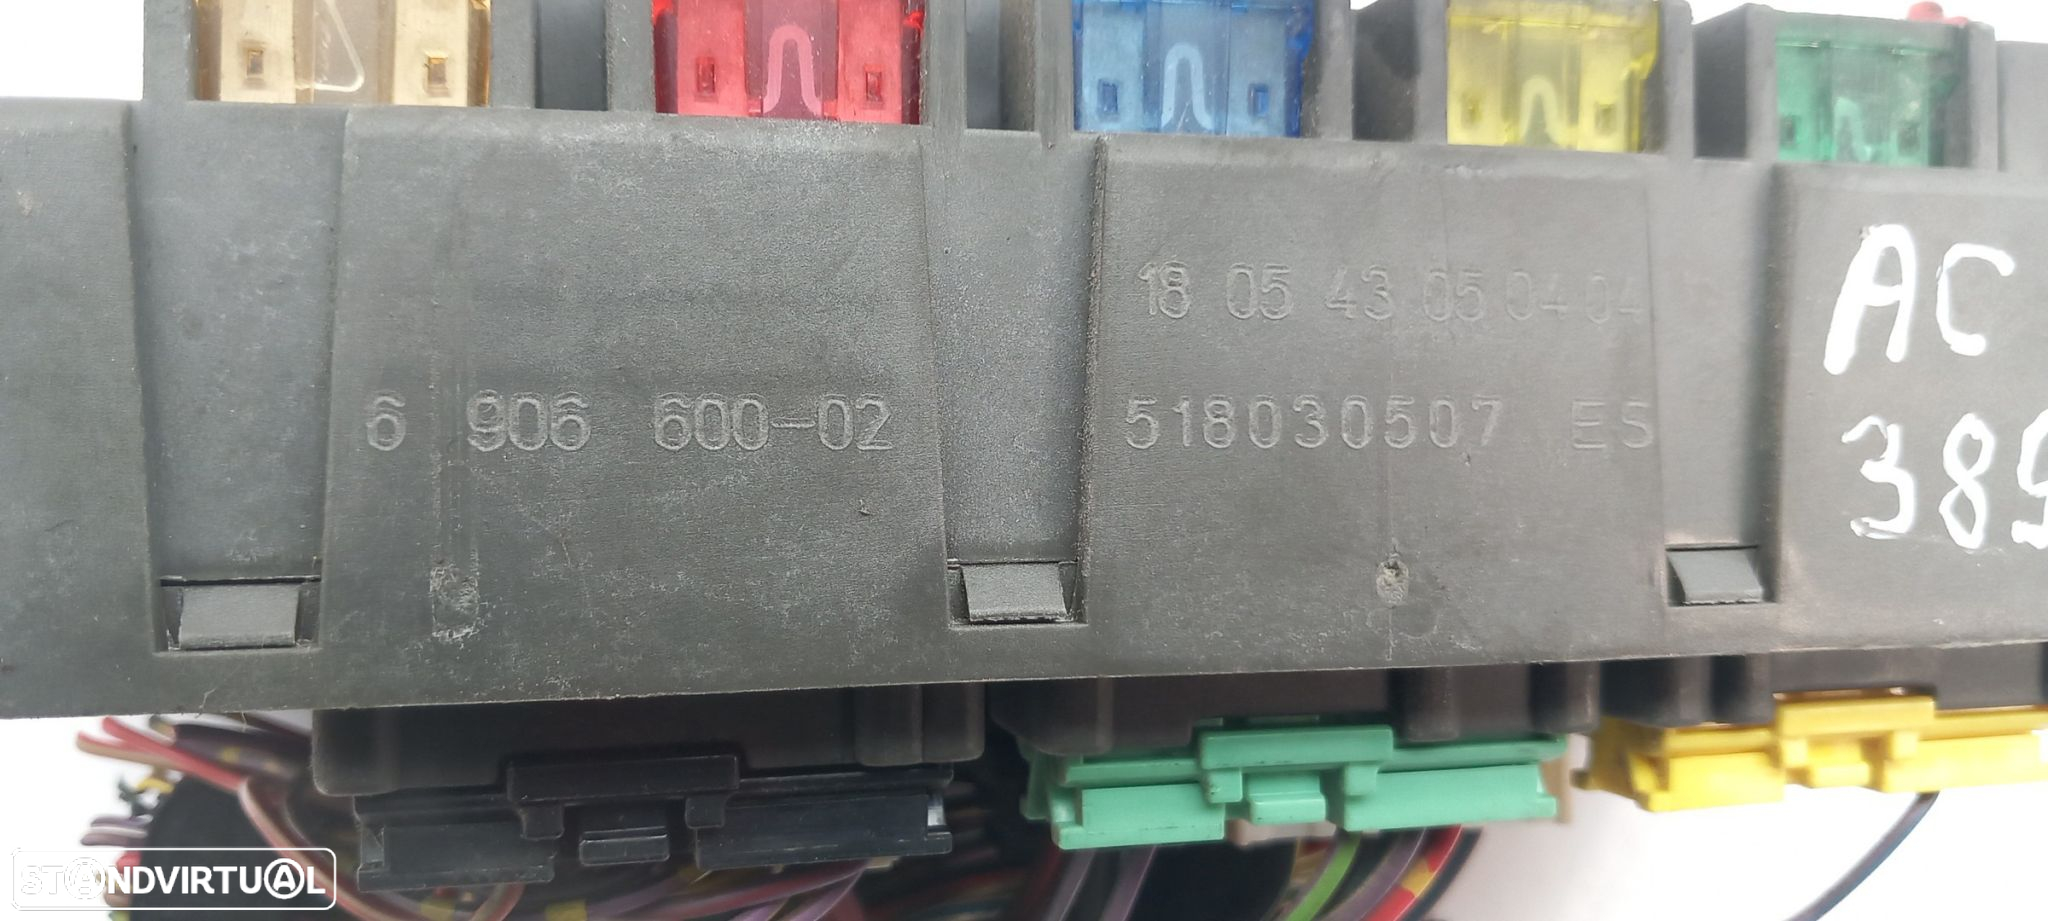 18 05 43 05 04 04
6 906 600-02
518030507 ES
AC
389
STANDVIRTUAL